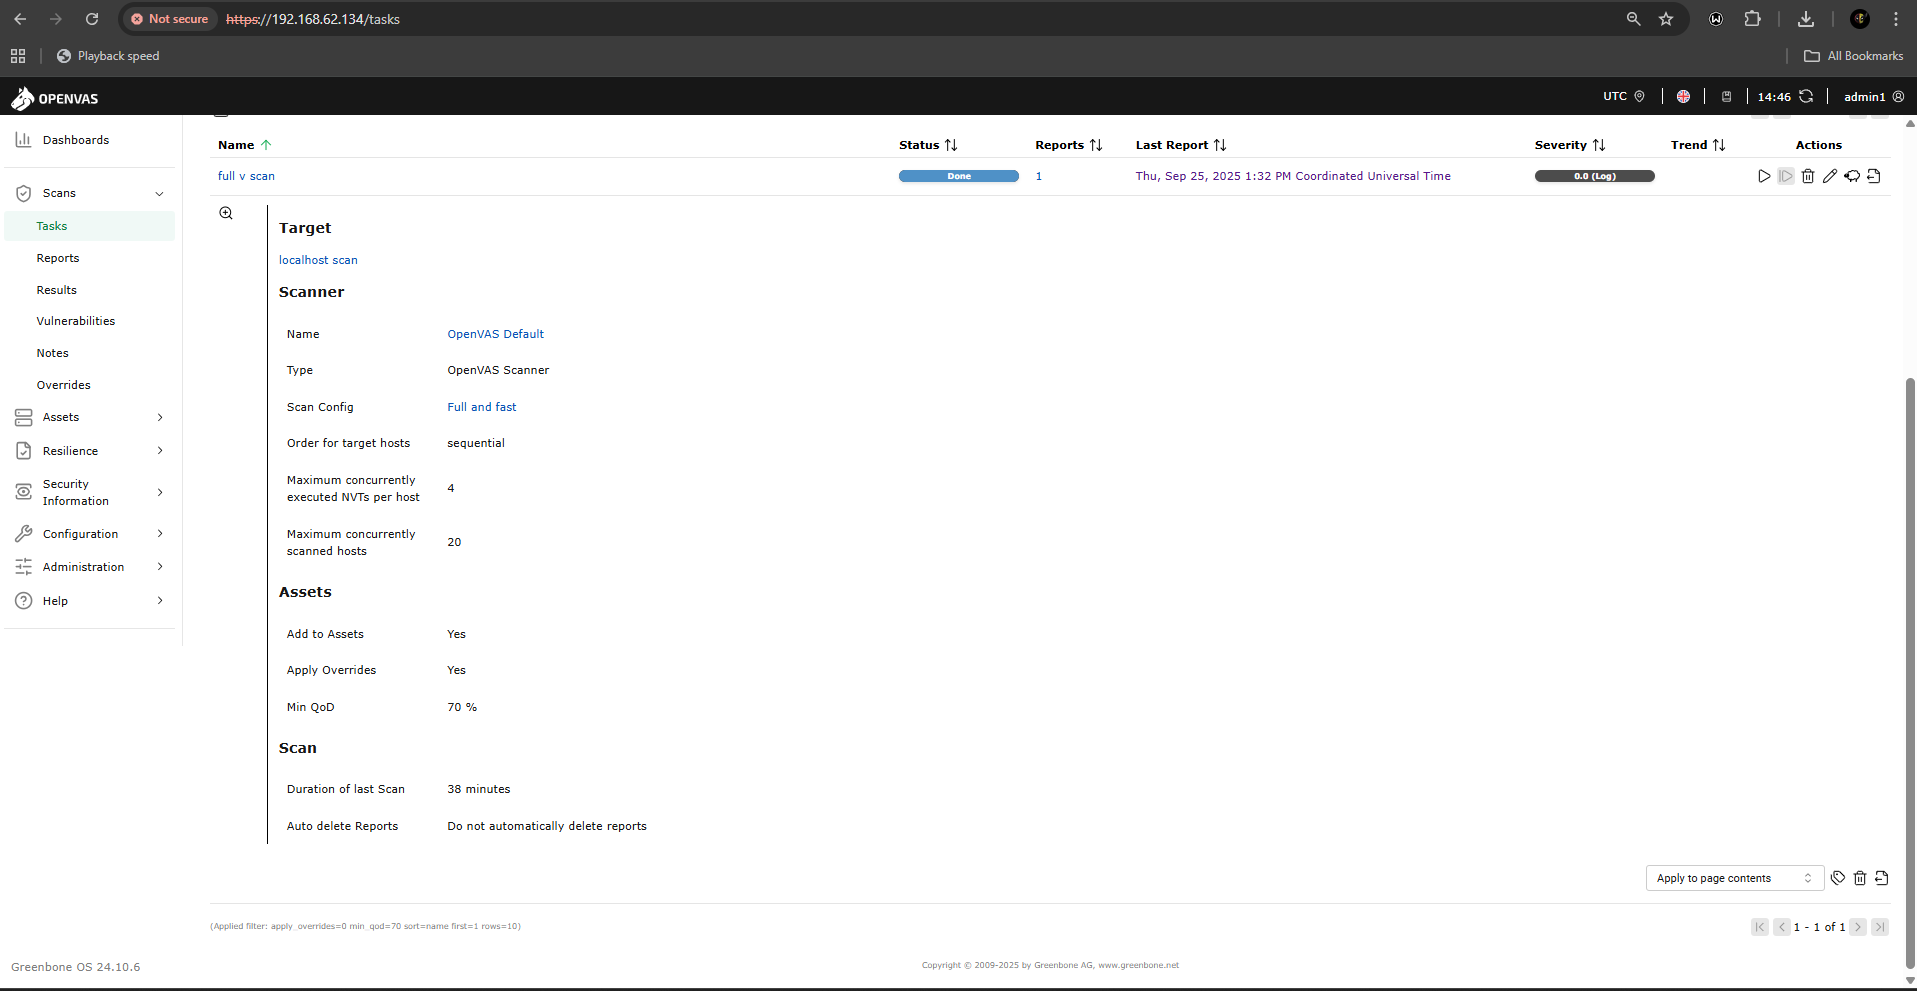 Not secure https://192.168.62.134/tasks
Playback speed
All Bookmarks
OPENVAS
UTC
14:46
admin1
Dashboards
Scans
Tasks
Reports
Results
Vulnerabilities
Notes
Overrides
Assets
Resilience
Security
Information
Configuration
Administration
Help
Name Status Reports Last Report Severity Trend Actions
full v scan Done 1 Thu, Sep 25, 2025 1:32 PM Coordinated Universal Time 0.0 (Log)
Target
localhost scan
Scanner
Name OpenVAS Default
Type OpenVAS Scanner
Scan Config Full and fast
Order for target hosts sequential
Maximum concurrently
executed NVTs per host 4
Maximum concurrently
scanned hosts 20
Assets
Add to Assets Yes
Apply Overrides Yes
Min QoD 70 %
Scan
Duration of last Scan 38 minutes
Auto delete Reports Do not automatically delete reports
Apply to page contents
(Applied filter: apply_overrides=0 min_qod=70 sort=name first=1 rows=10)
1 - 1 of 1
Greenbone OS 24.10.6
Copyright © 2009-2025 by Greenbone AG, www.greenbone.net